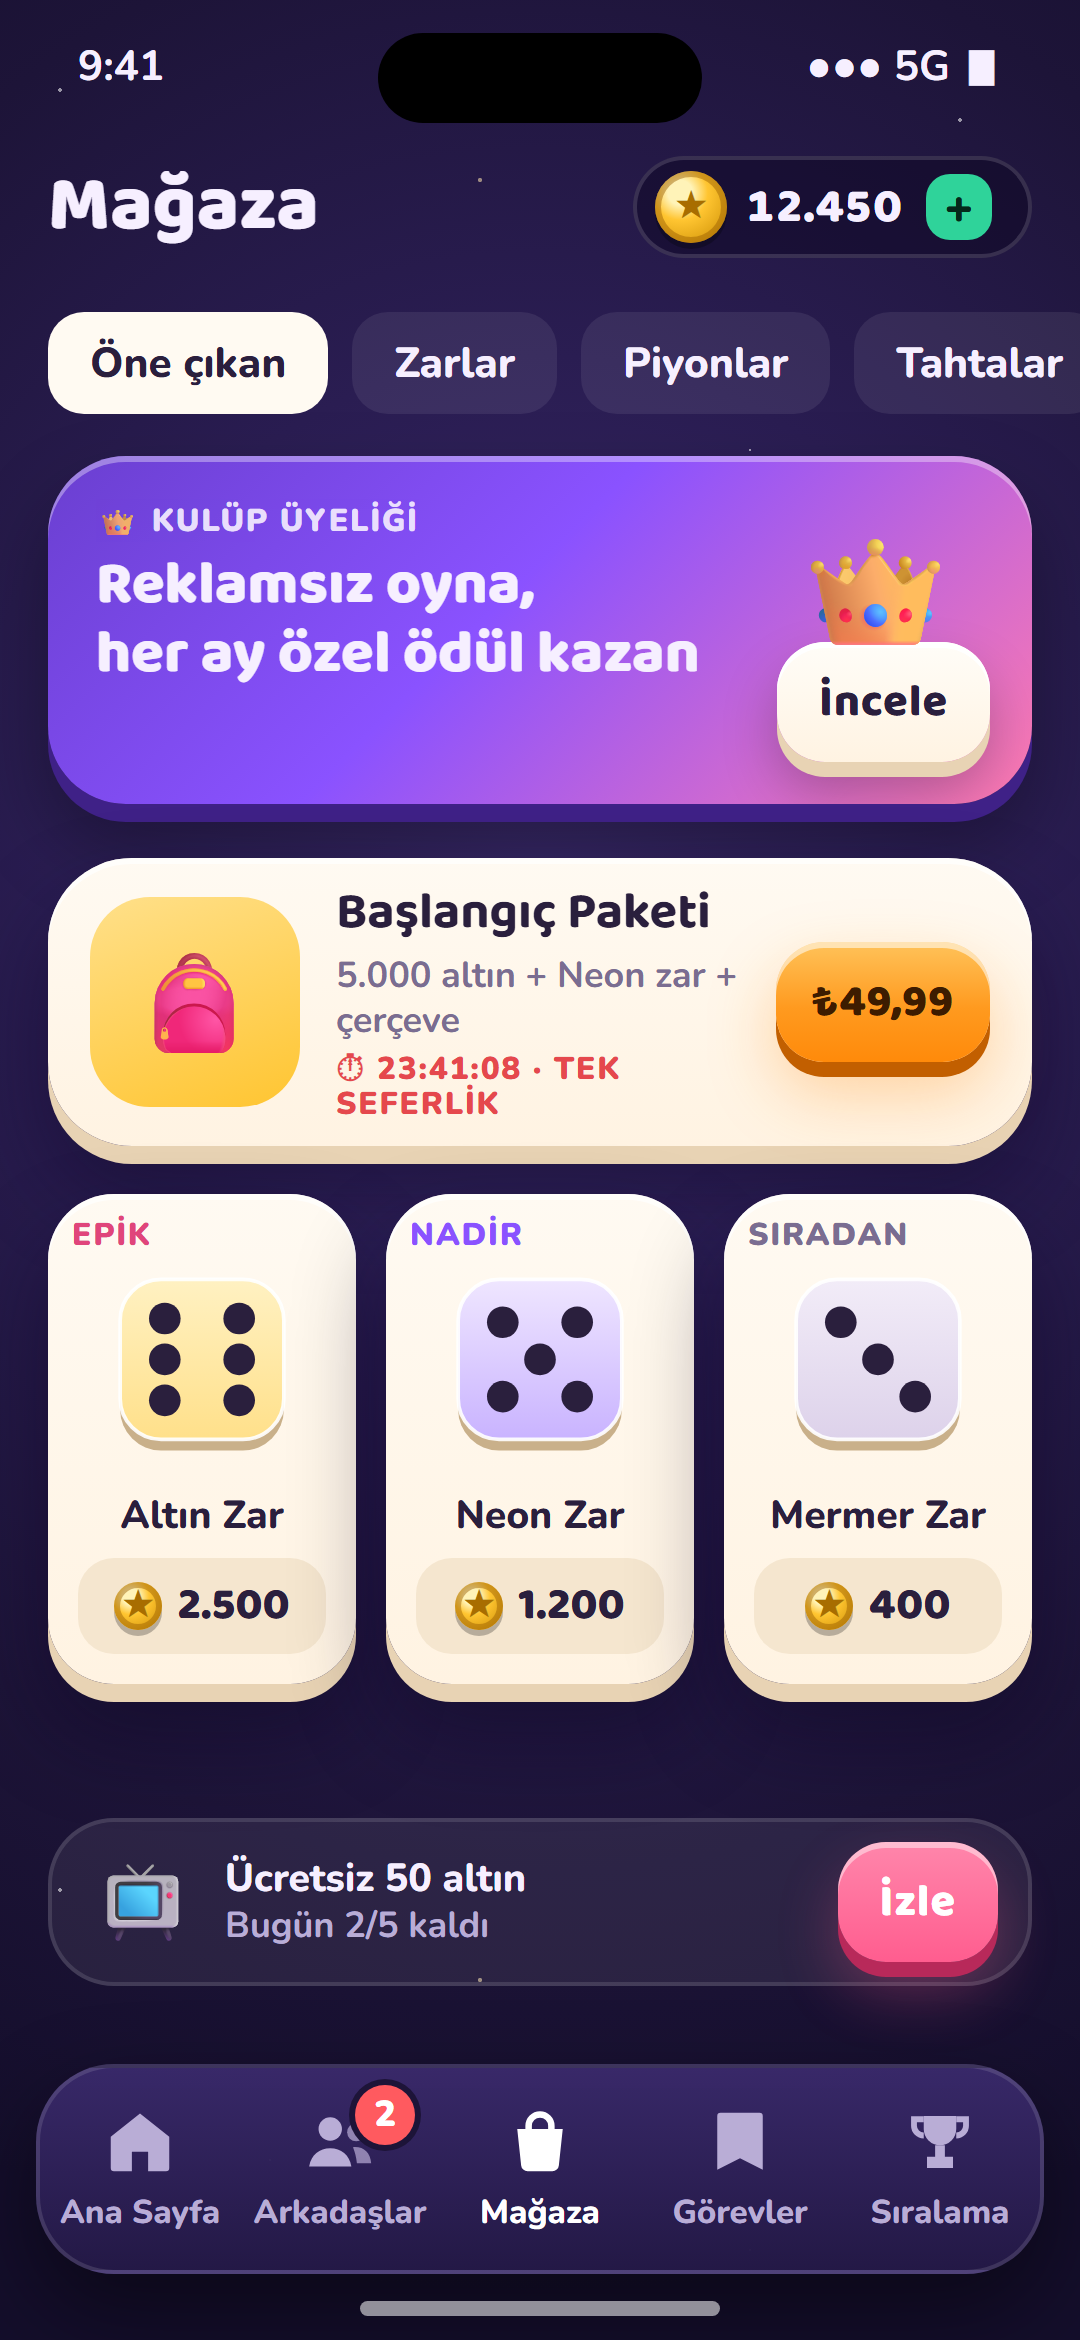 9:41
5G
Mağaza
12.450 +
Öne çıkan
Zarlar
Piyonlar
Tahtalar
KULÜP ÜYELİĞİ
Reklamsız oyna,
her ay özel ödül kazan
İncele
Başlangıç Paketi
5.000 altın + Neon zar +
çerçeve
⏱ 23:41:08 · TEK
SEFERLİK
₺49,99
EPİK
NADİR
SIRADAN
Altın Zar
Neon Zar
Mermer Zar
2.500
1.200
400
Ücretsiz 50 altın
Bugün 2/5 kaldı
İzle
2
Ana Sayfa
Arkadaşlar
Mağaza
Görevler
Sıralama